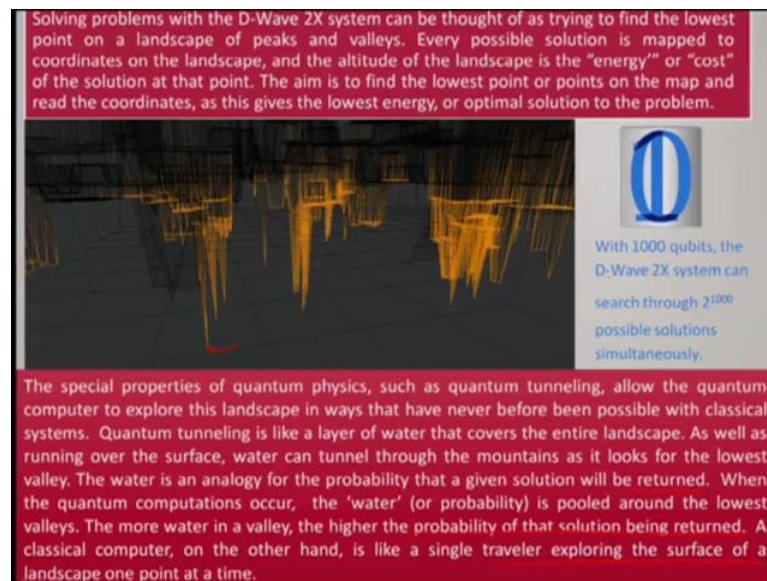 Solving problems with the D-Wave 2X system can be thought of as trying to find the lowest
point on a landscape of peaks and valleys. Every possible solution is mapped to
coordinates on the landscape, and the altitude of the landscape is the “energy’” or “cost”
of the solution at that point. The aim is to find the lowest point or points on the map and
read the coordinates, as this gives the lowest energy, or optimal solution to the problem.
With 1000 qubits, the
D-Wave 2X system can
search through 2¹⁰⁰⁰
possible solutions
simultaneously.
The special properties of quantum physics, such as quantum tunneling, allow the quantum
computer to explore this landscape in ways that have never before been possible with classical
systems. Quantum tunneling is like a layer of water that covers the entire landscape. As well as
running over the surface, water can tunnel through the mountains as it looks for the lowest
valley. The water is an analogy for the probability that a given solution will be returned. When
the quantum computations occur, the ‘water’ (or probability) is pooled around the lowest
valleys. The more water in a valley, the higher the probability of that solution being returned. A
classical computer, on the other hand, is like a single traveler exploring the surface of a
landscape one point at a time.